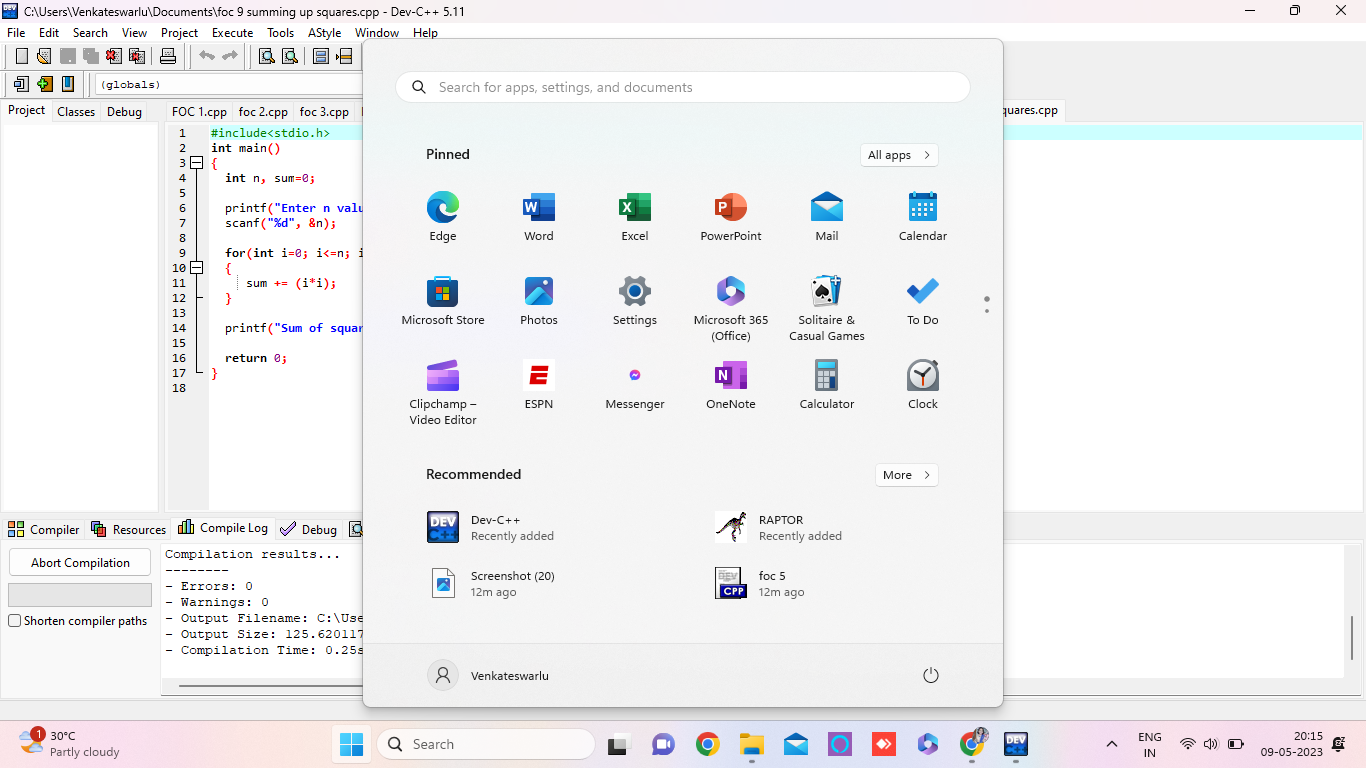 C:\Users\Venkateswarlu\Documents\foc 9 summing up squares.cpp - Dev-C++ 5.11
File Edit Search View Project Execute Tools AStyle Window Help
(globals)
Project Classes Debug
FOC 1.cpp foc 2.cpp foc 3.cpp
quares.cpp
1 #include<stdio.h>
2 int main()
3 {
4 int n, sum=0;
5
6 printf("Enter n valu
7 scanf("%d", &n);
8
9 for(int i=0; i<=n; i
10 {
11 sum += (i*i);
12 }
13
14 printf("Sum of squar
15
16 return 0;
17 }
18
Compiler Resources Compile Log Debug
Abort Compilation
Shorten compiler paths
Compilation results...
--------
- Errors: 0
- Warnings: 0
- Output Filename: C:\Use
- Output Size: 125.620117
- Compilation Time: 0.25s
Search for apps, settings, and documents
Pinned
All apps >
Edge Word Excel PowerPoint Mail Calendar
Microsoft Store Photos Settings Microsoft 365 (Office) Solitaire & Casual Games To Do
Clipchamp – Video Editor ESPN Messenger OneNote Calculator Clock
Recommended
More >
DEV C++
Dev-C++
Recently added
RAPTOR
Recently added
Screenshot (20)
12m ago
CPP
foc 5
12m ago
Venkateswarlu
1
30°C
Partly cloudy
Search
DEV
ENG
IN
20:15
09-05-2023